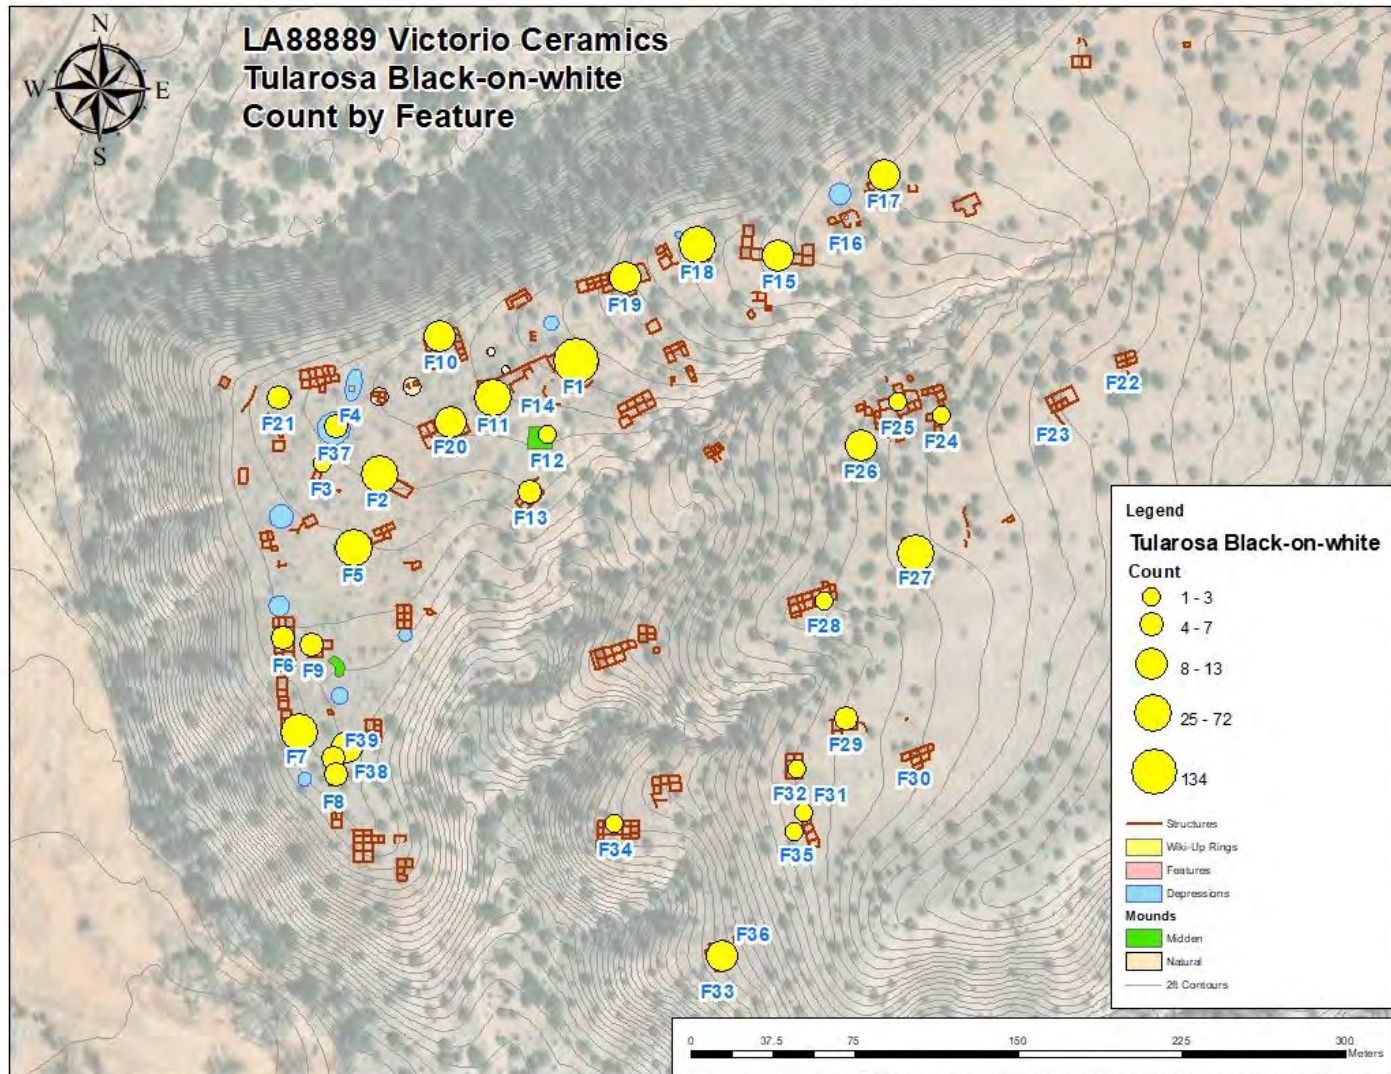 N
W
E
S
LA88889 Victorio Ceramics
Tularosa Black-on-white
Count by Feature
F17
F16
F18
F15
F19
F10
F1
F22
F21
F4
F14
F11
F25
F24
F23
F37
F20
F12
F26
F3
F2
F13
F5
F27
F28
F6
F9
F7
F39
F38
F8
F29
F30
F32
F31
F34
F35
F36
F33
Legend
Tularosa Black-on-white
Count
1 - 3
4 - 7
8 - 13
25 - 72
134
Structures
Wiki-Up Rings
Features
Depressions
Mounds
Midden
Natural
2ft Contours
0 37.5 75 150 225 300
Meters